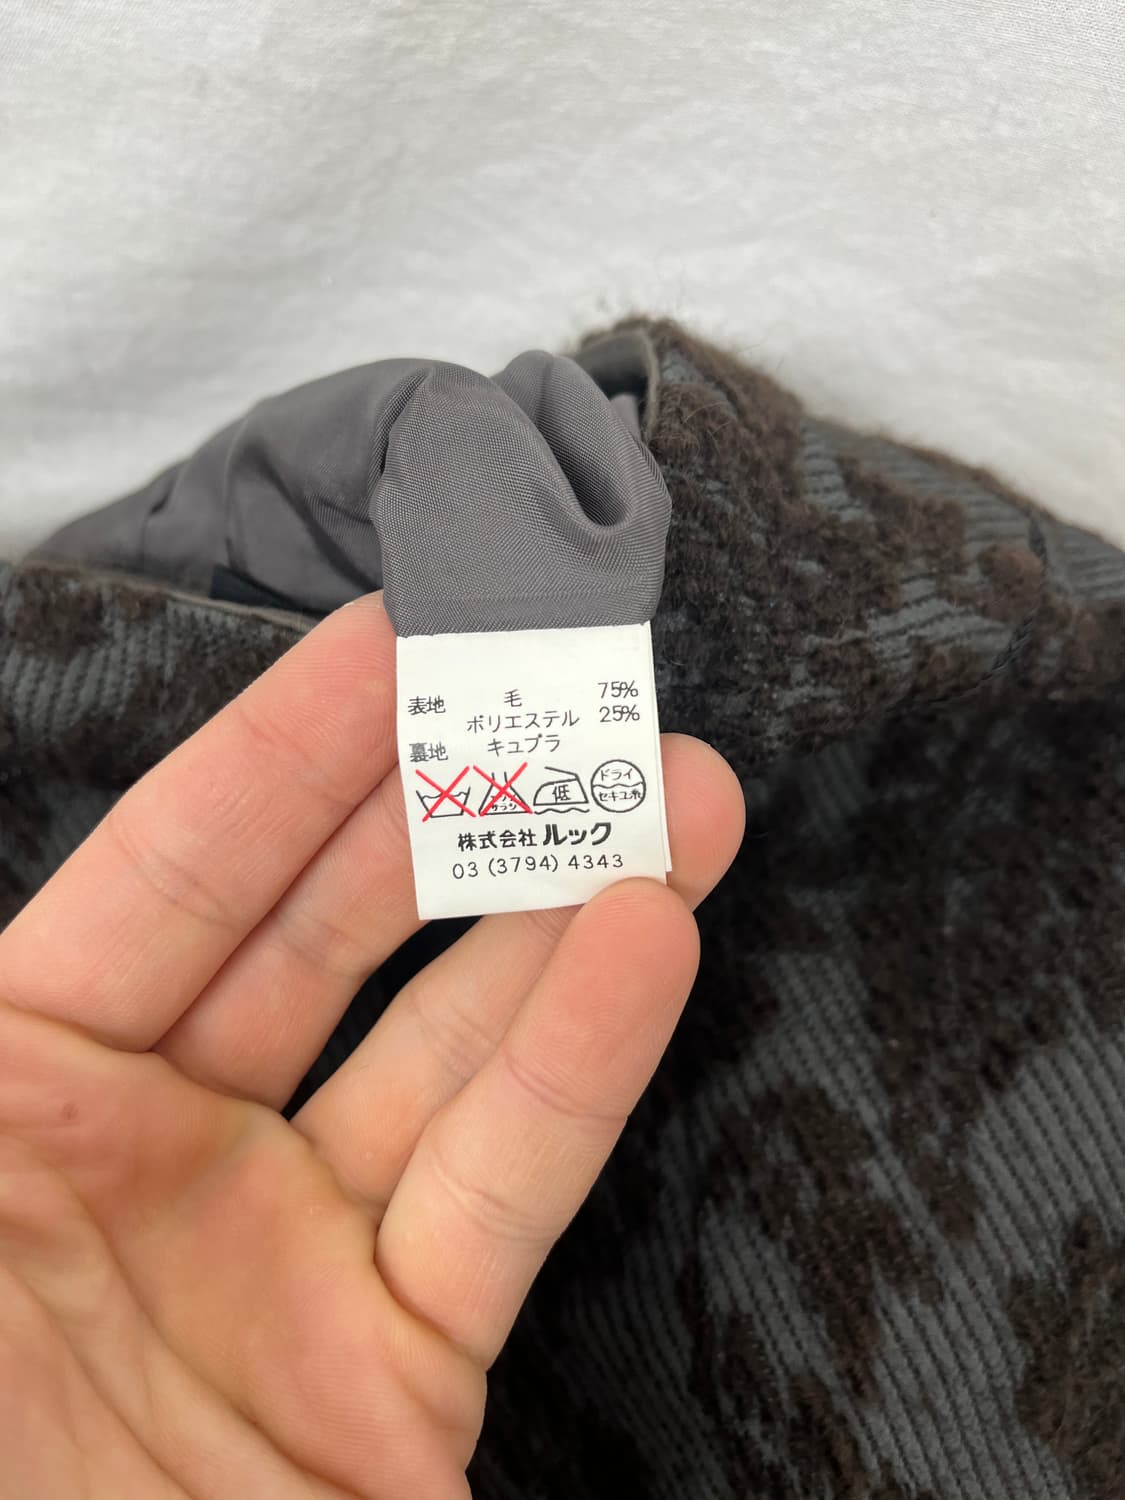 表地 毛 75%
ポリエステル 25%
裏地 キュプラ
低
ドライ
セキユ系
株式会社 ルック
03 (3794) 4343